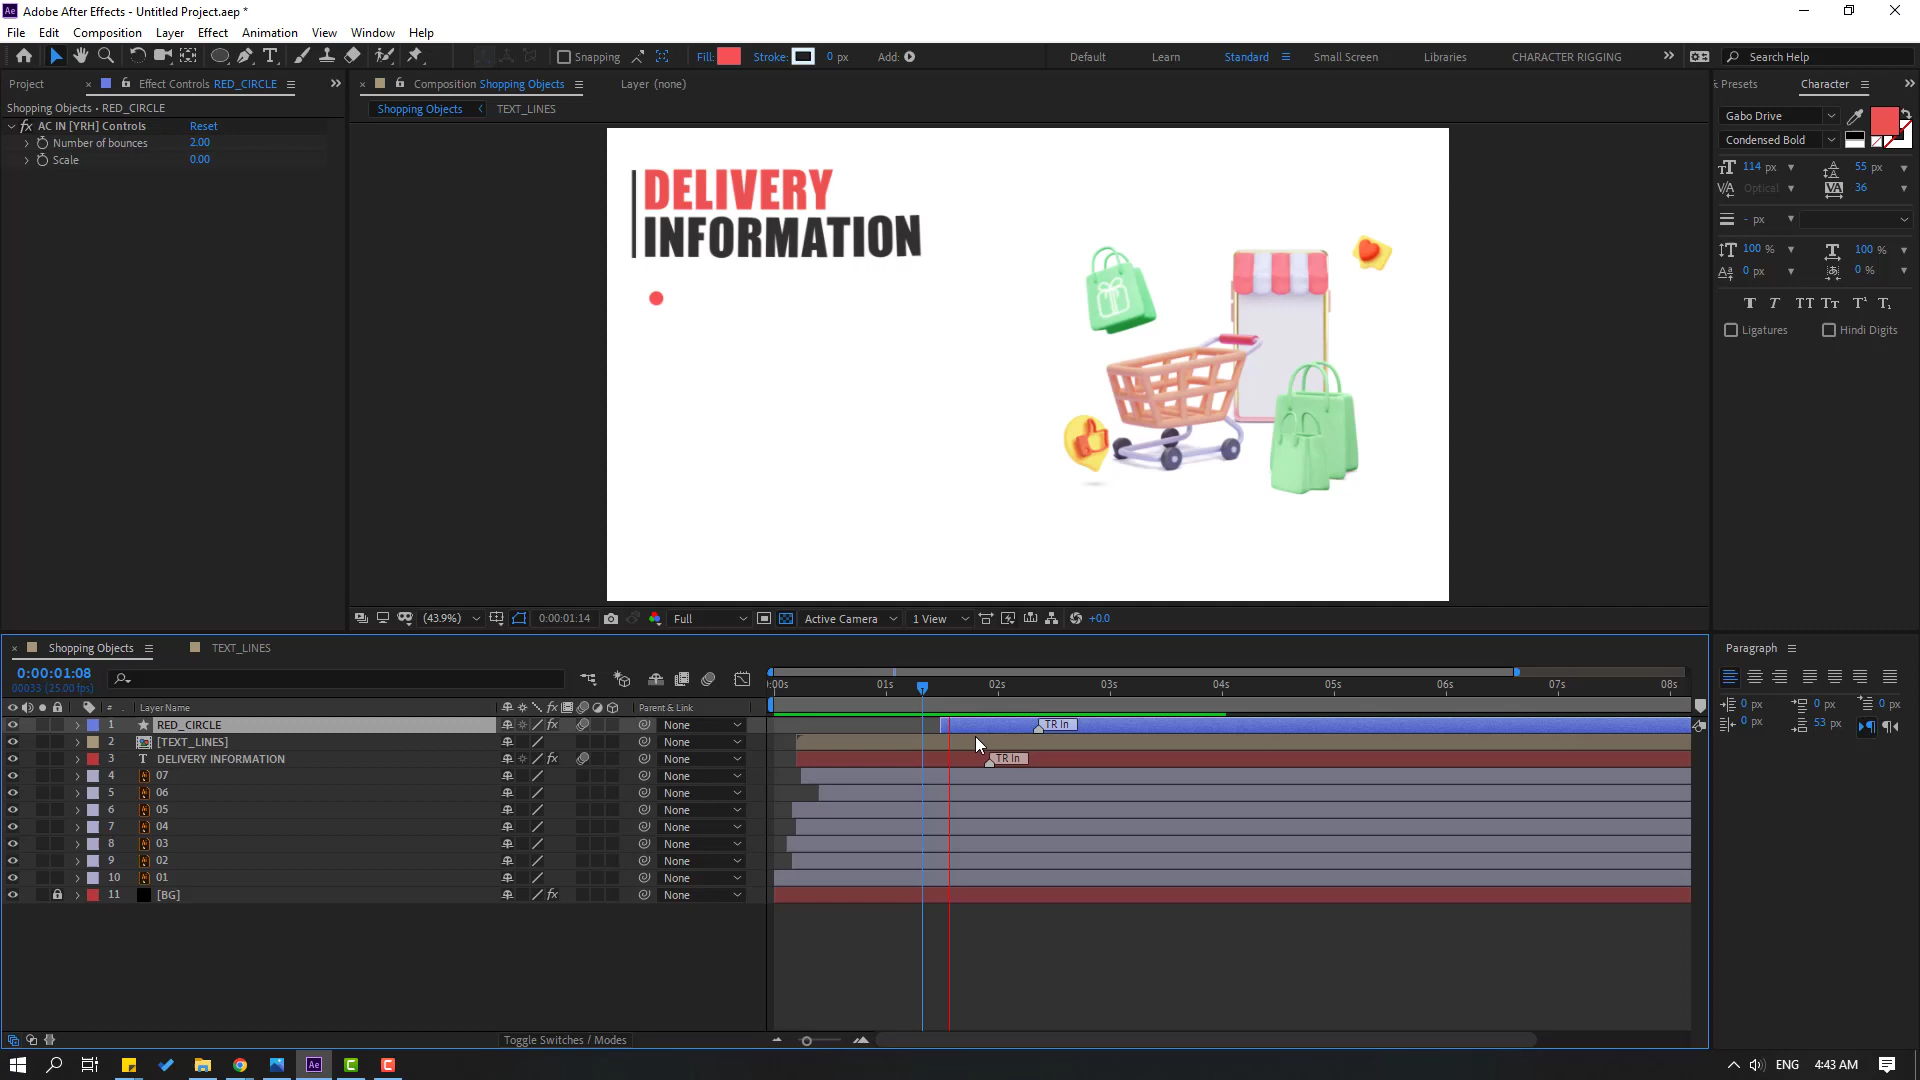 Adobe After Effects - Untitled Project.aep *
File Edit Composition Layer Effect Animation View Window Help
Snapping Fill: Stroke: 0 px Add: Default Learn Standard Small Screen Libraries CHARACTER RIGGING Search Help
Project Effect Controls RED_CIRCLE
Composition Shopping Objects Layer (none)
Presets Character
Shopping Objects • RED_CIRCLE
Shopping Objects TEXT_LINES
fx AC IN [YRH] Controls Reset
Number of bounces 2.00
Scale 0.00
DELIVERY
INFORMATION
Gabo Drive
Condensed Bold
114 px 55 px
Optical 36
- px
100 % 100 %
0 px 0 %
Ligatures Hindi Digits
(43.9%) 0:00:01:14 Full Active Camera 1 View +0.0
Shopping Objects TEXT_LINES
0:00:01:08
00033 (25.00 fps)
:00s 01s 02s 03s 04s 05s 06s 07s 08s
# Layer Name fx Parent & Link
1 RED_CIRCLE fx None TR In
2 [TEXT_LINES] None
3 T DELIVERY INFORMATION fx None TR In
4 07 None
5 06 None
6 05 None
7 04 None
8 03 None
9 02 None
10 01 None
11 [BG] fx None
Toggle Switches / Modes
Paragraph
0 px 0 px 0 px
0 px 53 px
Ae
ENG 4:43 AM